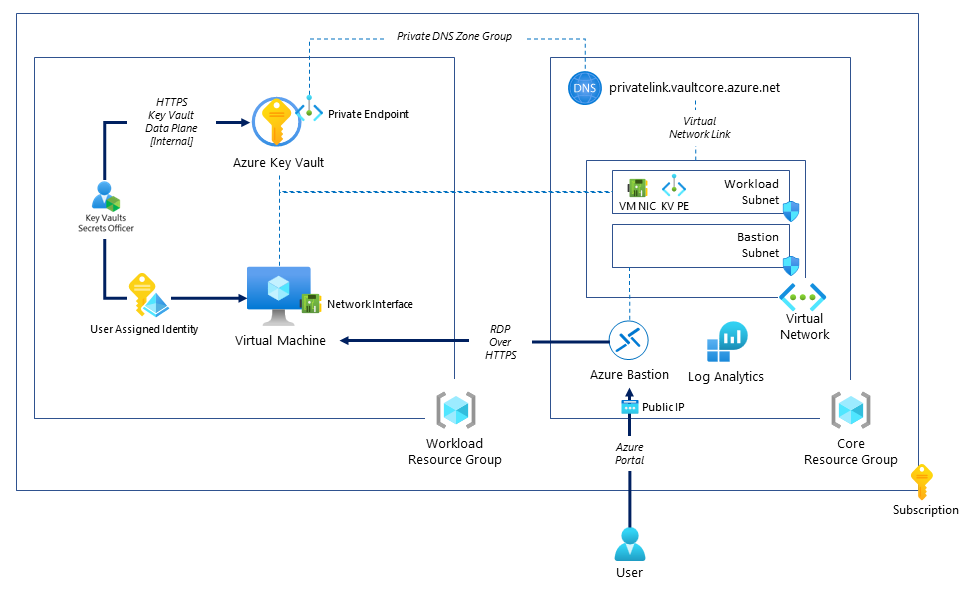 Private DNS Zone Group
DNS
privatelink.vaultcore.azure.net
HTTPS
Key Vault
Data Plane
[Internal]
Private Endpoint
Azure Key Vault
Virtual
Network Link
Workload
Subnet
VM NIC
KV PE
Key Vaults
Secrets Officer
Bastion
Subnet
Network Interface
User Assigned Identity
Virtual Machine
RDP
Over
HTTPS
Virtual
Network
Azure Bastion
Log Analytics
Public IP
Workload
Resource Group
Core
Resource Group
Azure
Portal
Subscription
User